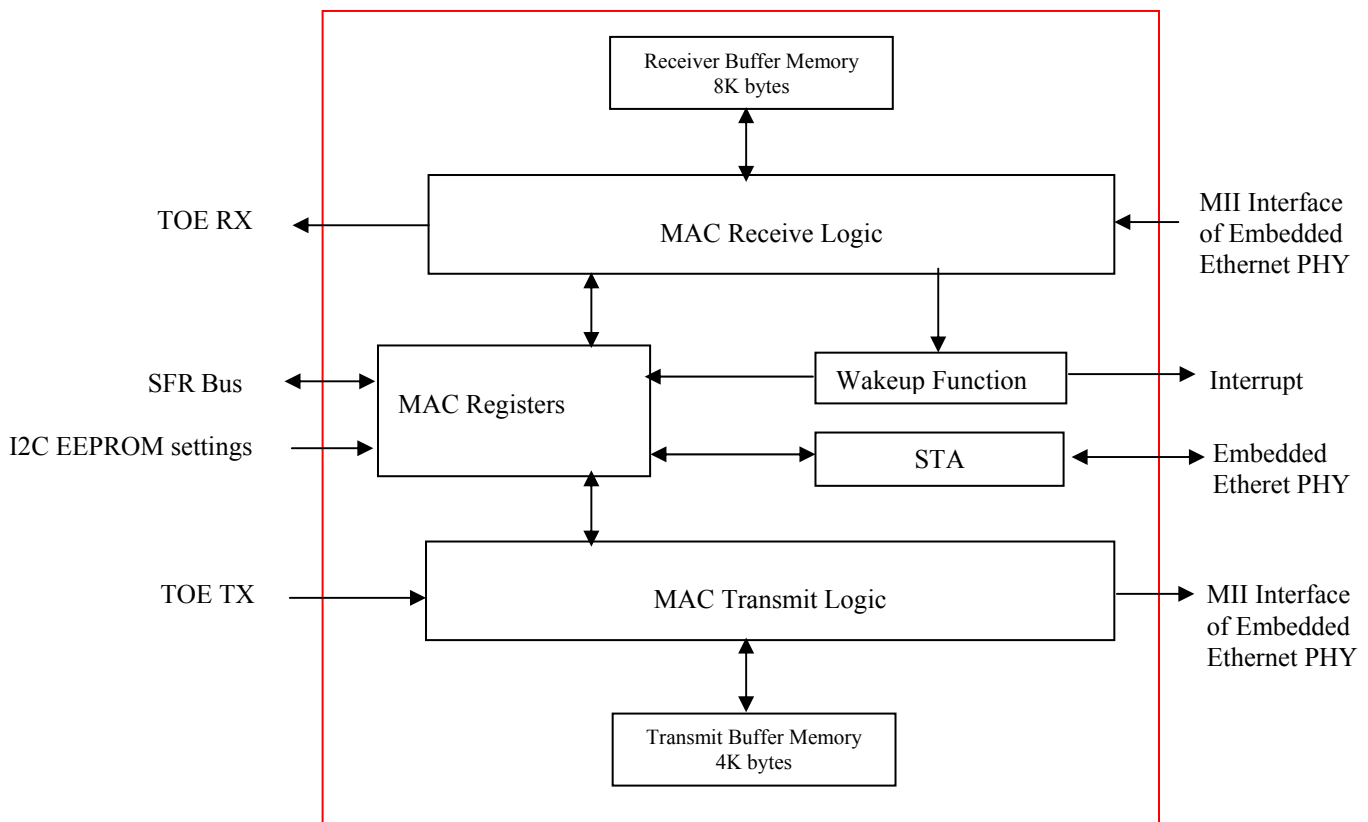 Receiver Buffer Memory
8K bytes
TOE RX
MAC Receive Logic
MII Interface
of Embedded
Ethernet PHY
SFR Bus
MAC Registers
Wakeup Function
Interrupt
I2C EEPROM settings
STA
Embedded
Etheret PHY
TOE TX
MAC Transmit Logic
MII Interface
of Embedded
Ethernet PHY
Transmit Buffer Memory
4K bytes